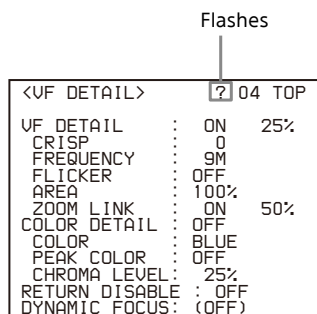 Flashes
<VF DETAIL> ? 04 TOP
VF DETAIL : ON 25%
CRISP : 0
FREQUENCY : 9M
FLICKER : OFF
AREA : 100%
ZOOM LINK : ON 50%
COLOR DETAIL : OFF
COLOR : BLUE
PEAK COLOR : OFF
CHROMA LEVEL: 25%
RETURN DISABLE : OFF
DYNAMIC FOCUS: (OFF)